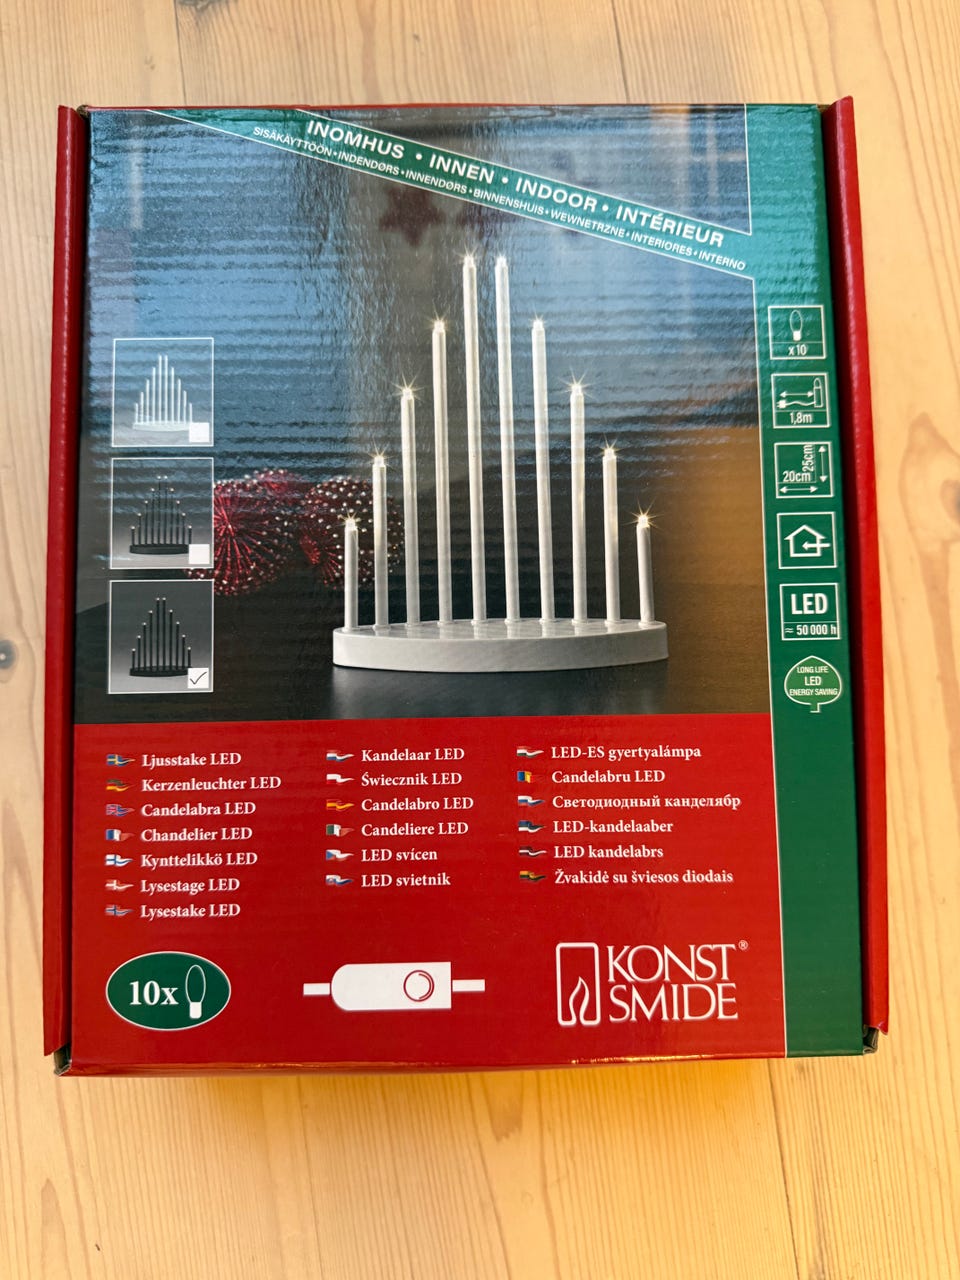 INOMHUS • INNEN • INDOOR • INTÉRIEUR
SISÄKÄYTTÖÖN • INDENDØRS • INNENDØRS • BINNENSHUIS • WEWNETRZNE • INTERIORES • INTERNO
x10
1,8m
25cm
20cm
LED
≈ 50 000 h
LONG LIFE
LED
ENERGY SAVING
Ljusstake LED
Kerzenleuchter LED
Candelabra LED
Chandelier LED
Kynttelikkö LED
Lysestage LED
Lysestake LED
Kandelaar LED
Świecznik LED
Candelabro LED
Candeliere LED
LED svícen
LED svietnik
LED-ES gyertyalámpa
Candelabru LED
Светодиодный канделябр
LED-kandelaaber
LED kandelabrs
Žvakidė su šviesos diodais
10x
KONST®
SMIDE